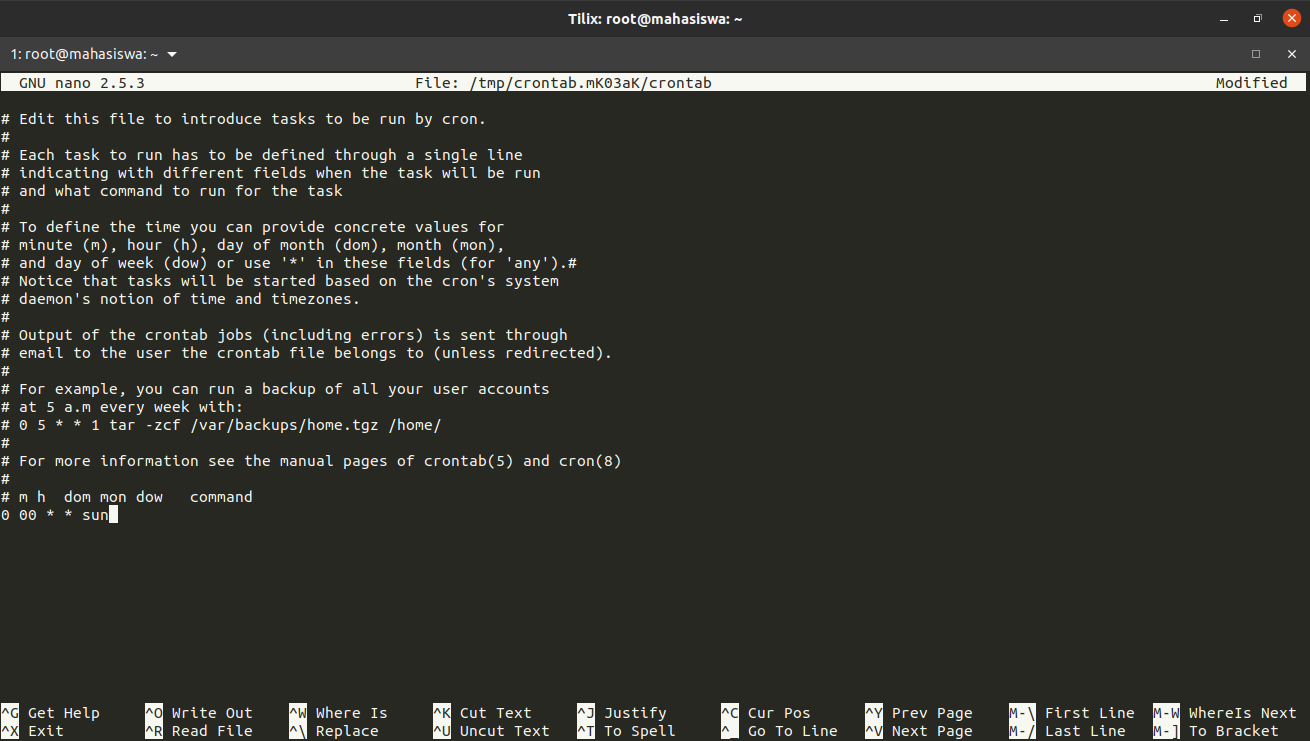 Tilix: root@mahasiswa: ~
1: root@mahasiswa: ~
GNU nano 2.5.3 File: /tmp/crontab.mK03aK/crontab Modified
# Edit this file to introduce tasks to be run by cron.
#
# Each task to run has to be defined through a single line
# indicating with different fields when the task will be run
# and what command to run for the task
#
# To define the time you can provide concrete values for
# minute (m), hour (h), day of month (dom), month (mon),
# and day of week (dow) or use '*' in these fields (for 'any').#
# Notice that tasks will be started based on the cron's system
# daemon's notion of time and timezones.
#
# Output of the crontab jobs (including errors) is sent through
# email to the user the crontab file belongs to (unless redirected).
#
# For example, you can run a backup of all your user accounts
# at 5 a.m every week with:
# 0 5 * * 1 tar -zcf /var/backups/home.tgz /home/
#
# For more information see the manual pages of crontab(5) and cron(8)
#
# m h  dom mon dow   command
0 00 * * sun
^G Get Help ^O Write Out ^W Where Is ^K Cut Text ^J Justify ^C Cur Pos ^Y Prev Page M-\ First Line M-W WhereIs Next
^X Exit ^R Read File ^\ Replace ^U Uncut Text ^T To Spell ^_ Go To Line ^V Next Page M-/ Last Line M-] To Bracket